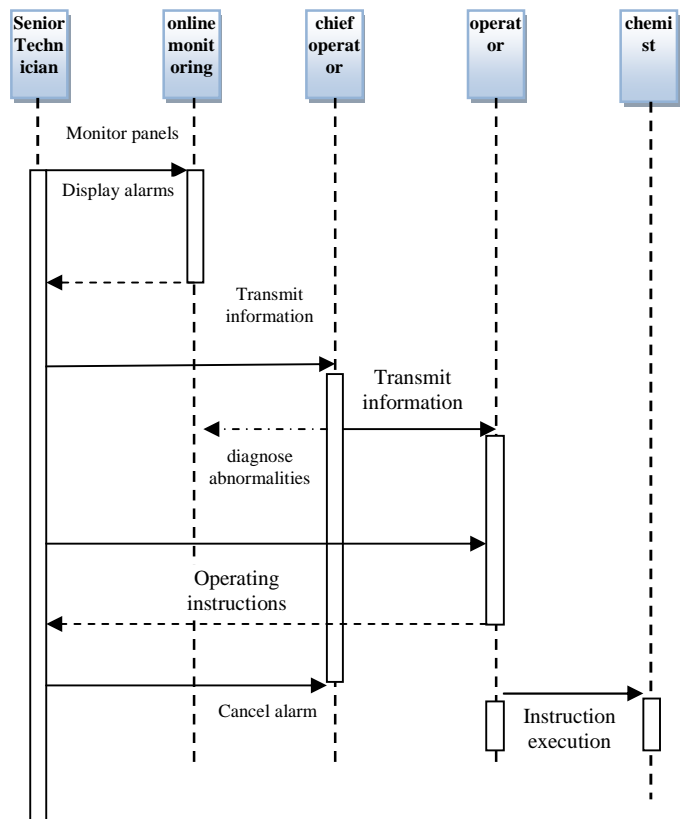 Senior
Techn
ician
online
monit
oring
chief
operat
or
operat
or
chemi
st
Monitor panels
Display alarms
Transmit
information
Transmit
information
diagnose
abnormalities
Operating
instructions
Cancel alarm
Instruction
execution